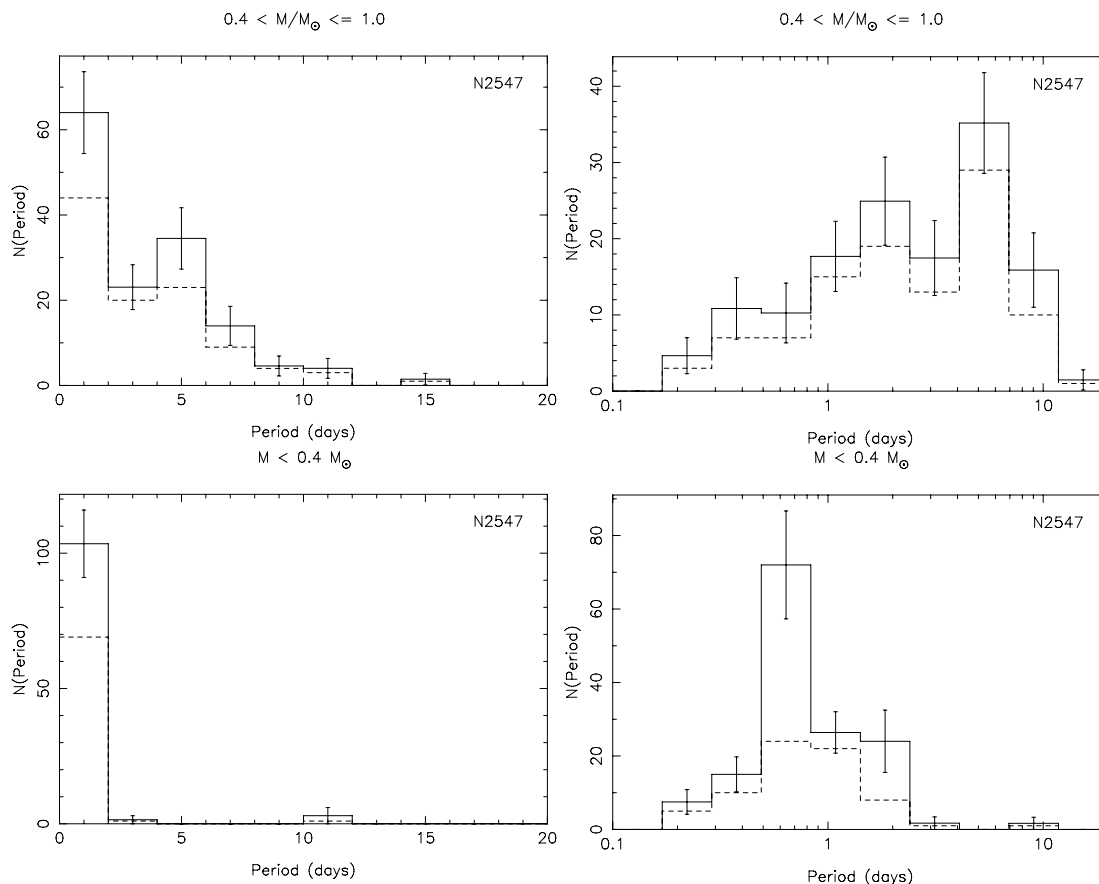 0.4 < M/M☉ <= 1.0
N2547
N(Period)
60
40
20
0
0 5 10 15 20
Period (days)
0.4 < M/M☉ <= 1.0
N2547
N(Period)
40
30
20
10
0
0.1 1 10
Period (days)
M < 0.4 M☉
N2547
N(Period)
100
50
0
0 5 10 15 20
Period (days)
M < 0.4 M☉
N2547
N(Period)
80
60
40
20
0
0.1 1 10
Period (days)